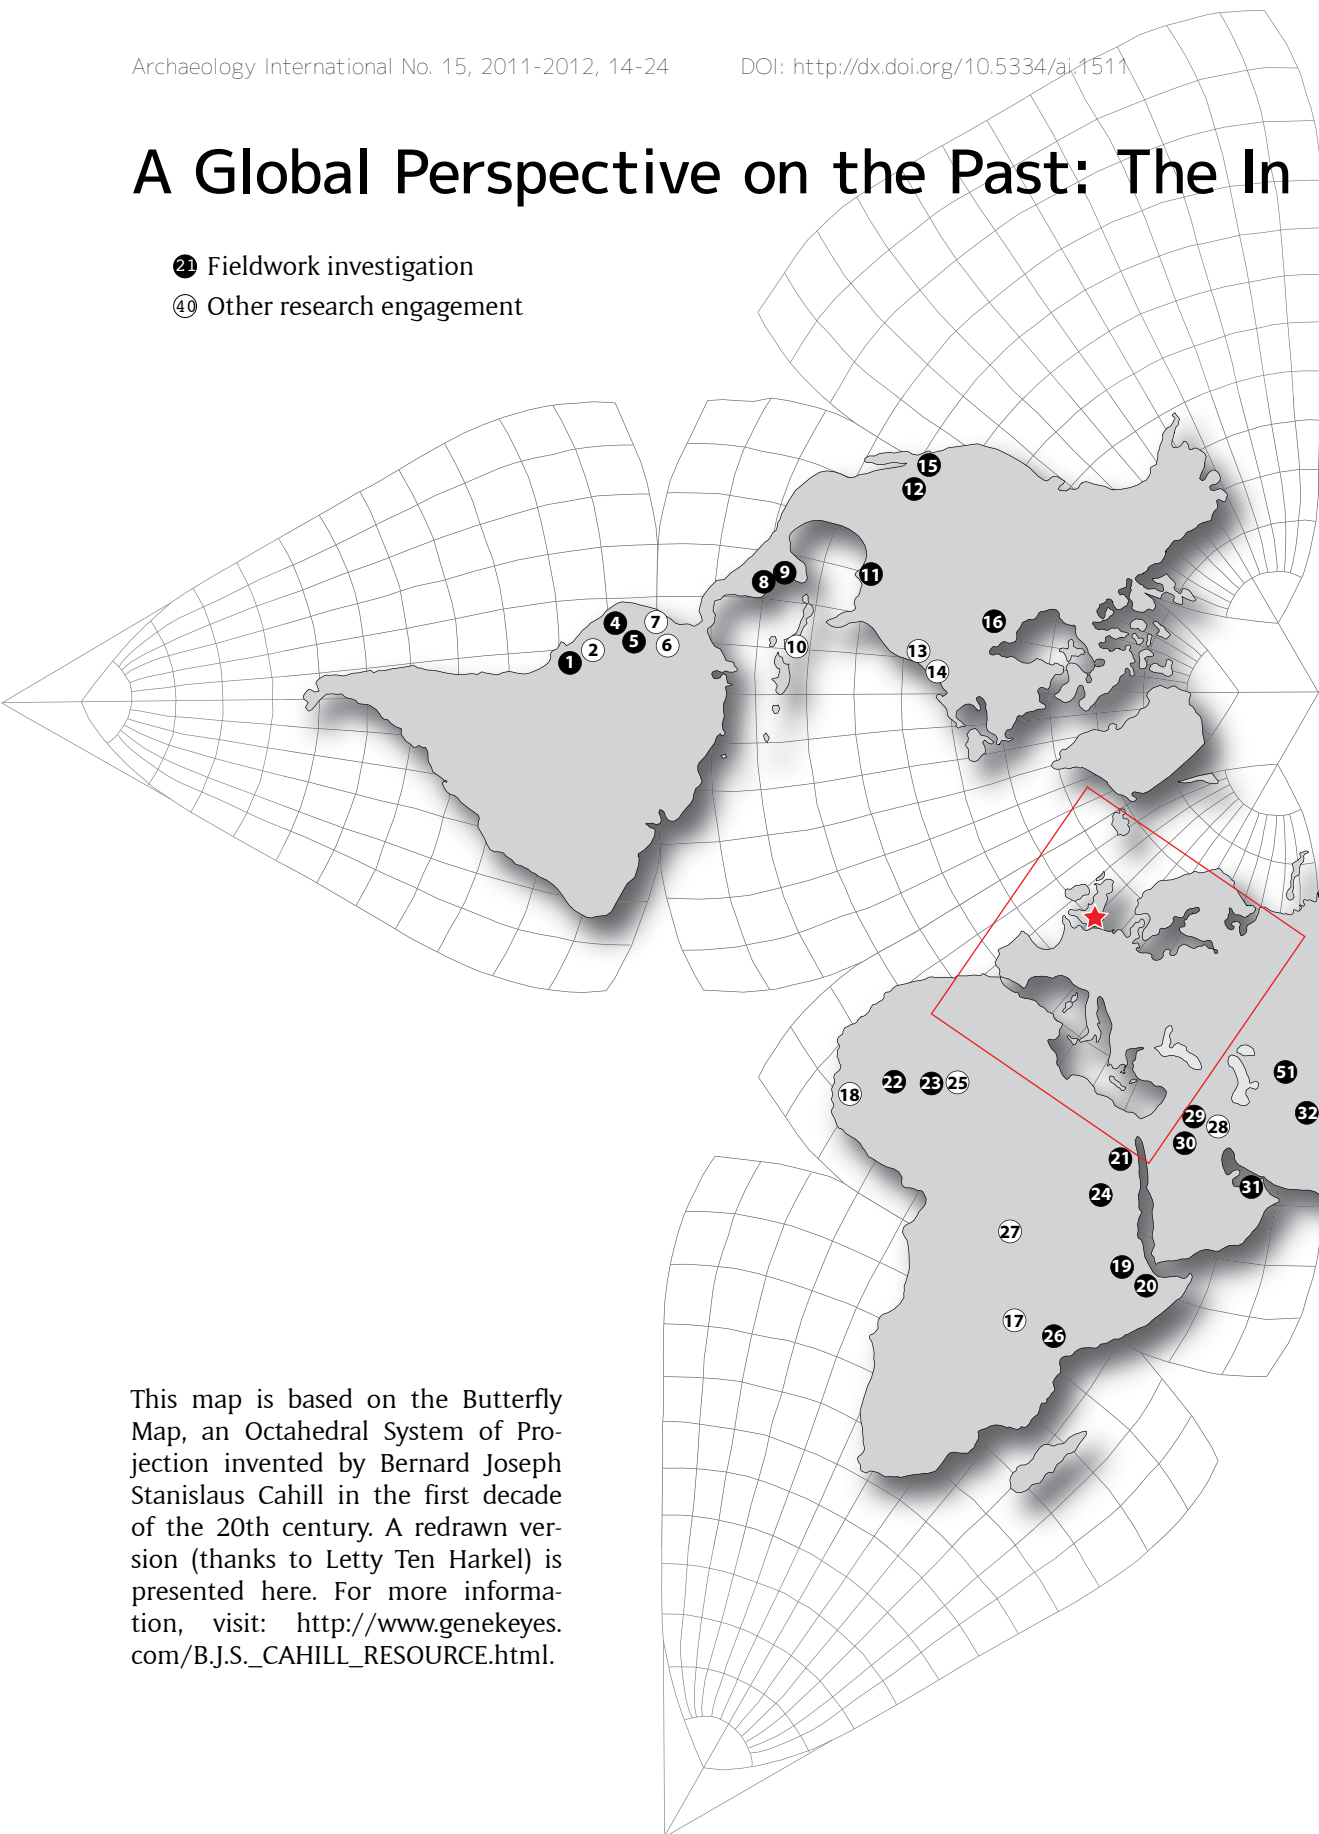 Archaeology International No. 15, 2011-2012, 14-24 DOI: http://dx.doi.org/10.5334/ai.1511
A Global Perspective on the Past: The In
21 Fieldwork investigation
40 Other research engagement
15
12
9
8
11
16
4
7
5
6
2
1
10
13
14
51
22
23
25
18
32
29
28
30
21
31
24
27
19
20
17
26
This map is based on the Butterfly
Map, an Octahedral System of Pro-
jection invented by Bernard Joseph
Stanislaus Cahill in the first decade
of the 20th century. A redrawn ver-
sion (thanks to Letty Ten Harkel) is
presented here. For more informa-
tion, visit: http://www.genekeyes.
com/B.J.S._CAHILL_RESOURCE.html.